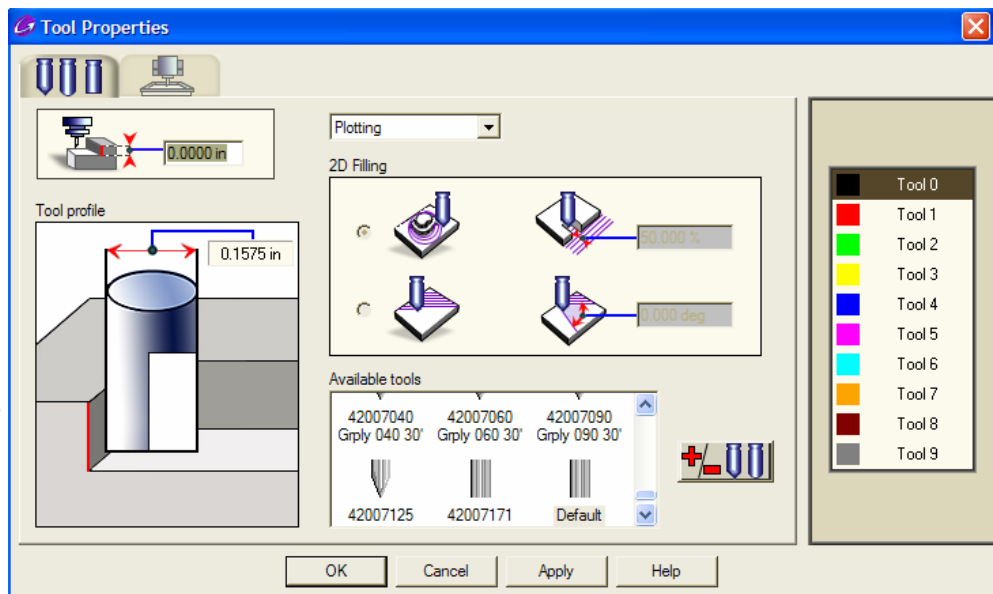 Tool Properties
0.0000 in
Plotting
2D Filling
50.000 %
0.000 deg
Tool profile
0.1575 in
Available tools
42007040 42007060 42007090
Grply 040 30' Grply 060 30' Grply 090 30'
42007125 42007171 Default
Tool 0
Tool 1
Tool 2
Tool 3
Tool 4
Tool 5
Tool 6
Tool 7
Tool 8
Tool 9
OK Cancel Apply Help